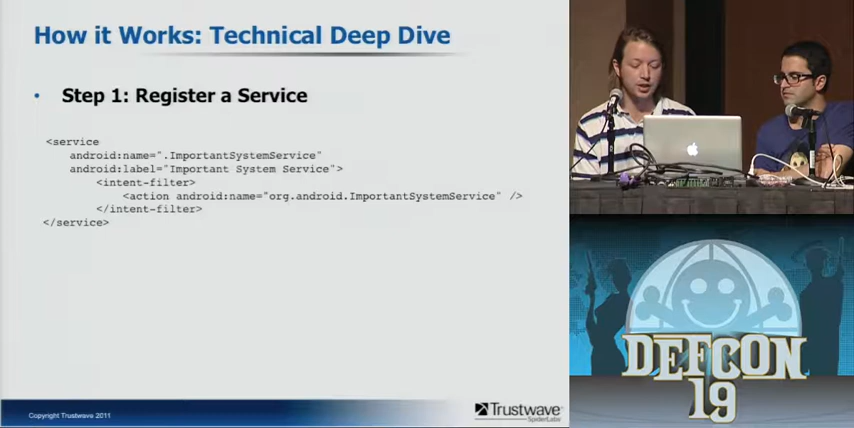 How it Works: Technical Deep Dive
• Step 1: Register a Service
<service
android:name=".ImportantSystemService"
android:label="Important System Service">
<intent-filter>
<action android:name="org.android.ImportantSystemService" />
</intent-filter>
</service>
Copyright Trustwave 2011
Trustwave®
SpiderLabs
DEFCON
19